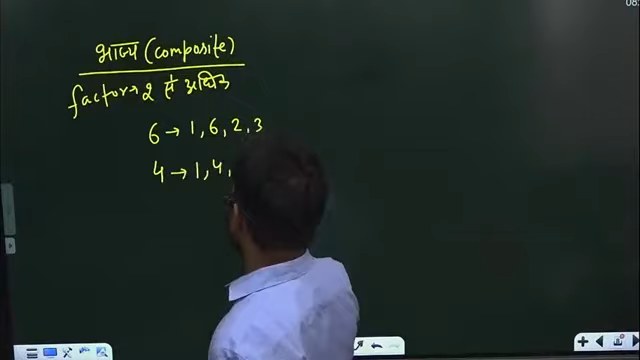 भाज्य (composite)
factor→ 2 से अधिक
6 → 1, 6, 2, 3
4 → 1, 4,